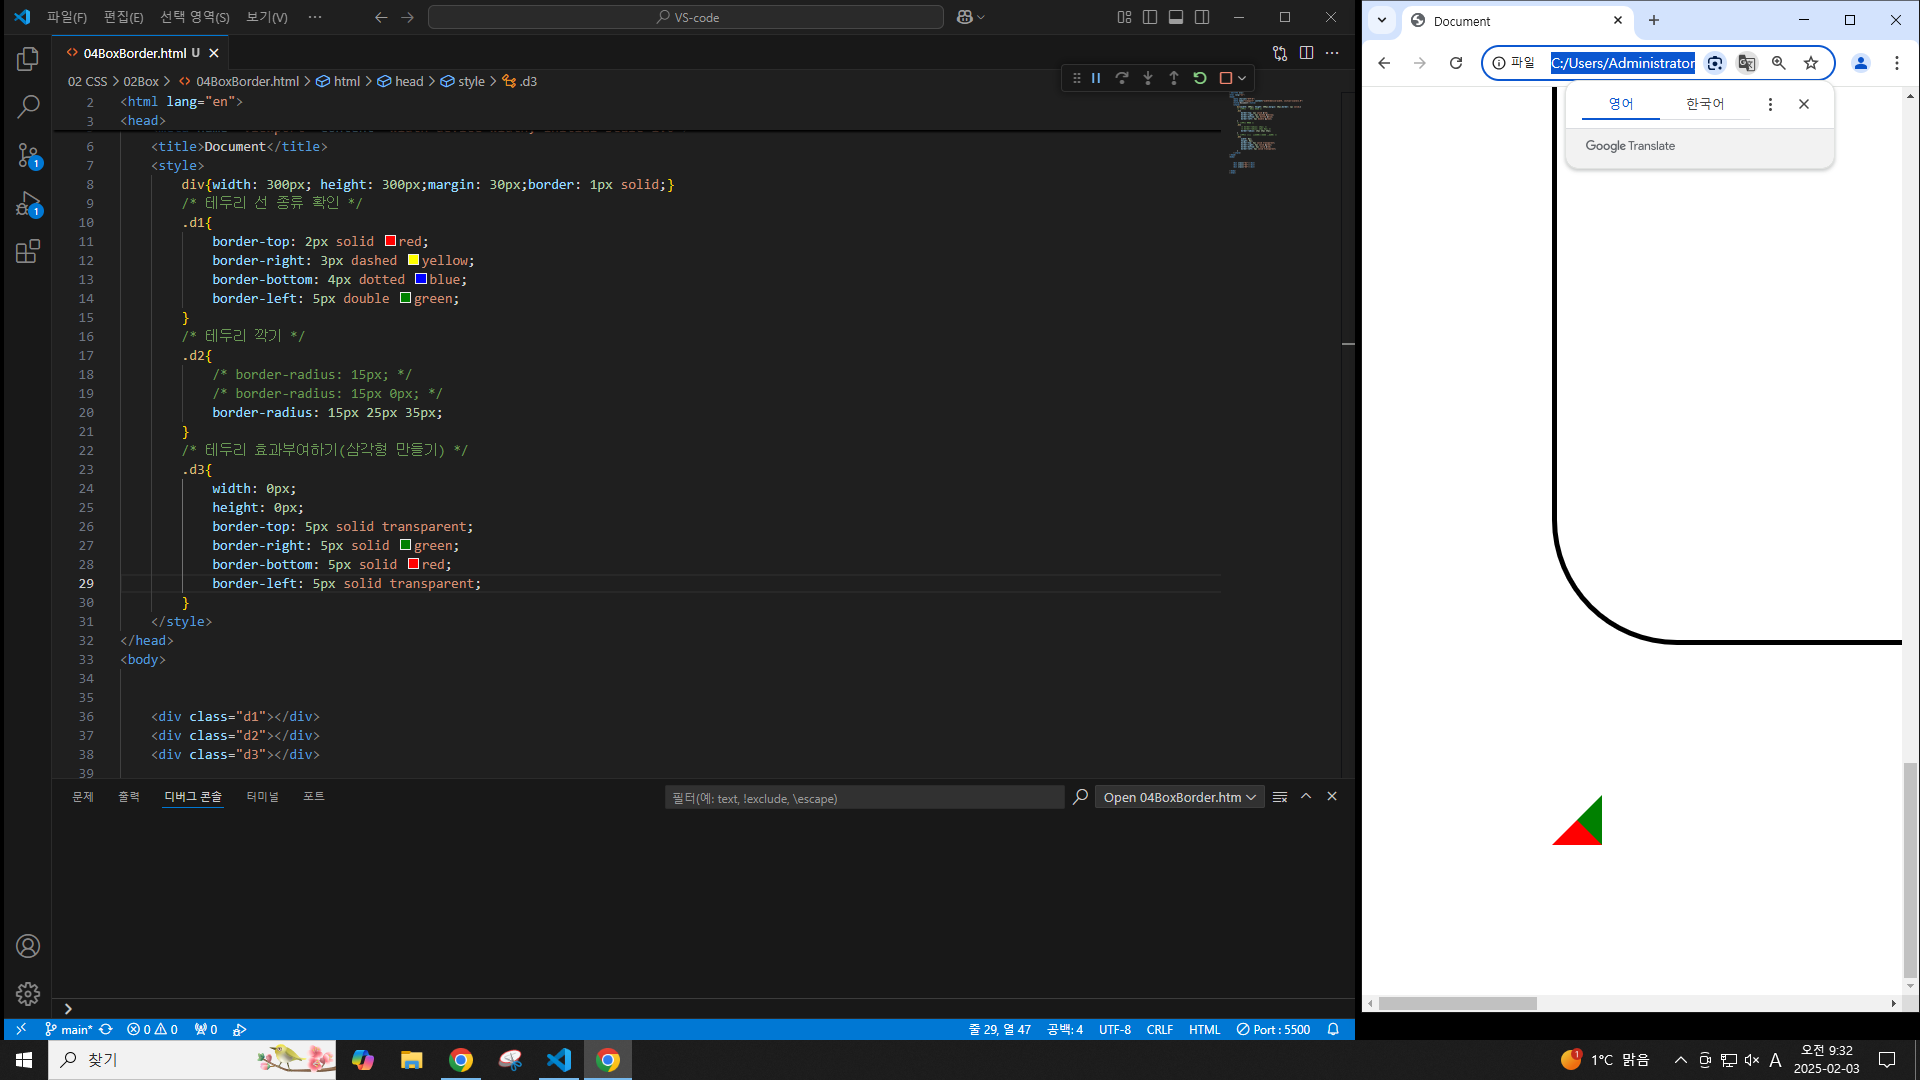 파일(F) 편집(E) 선택 영역(S) 보기(V) ···
VS-code
04BoxBorder.html U
02 CSS > 02Box > 04BoxBorder.html > html > head > style > .d3
2 <html lang="en">
3 <head>
6 <title>Document</title>
7 <style>
8 div{width: 300px; height: 300px;margin: 30px;border: 1px solid;}
9 /* 테두리 선 종류 확인 */
10 .d1{
11 border-top: 2px solid red;
12 border-right: 3px dashed yellow;
13 border-bottom: 4px dotted blue;
14 border-left: 5px double green;
15 }
16 /* 테두리 깍기 */
17 .d2{
18 /* border-radius: 15px; */
19 /* border-radius: 15px 0px; */
20 border-radius: 15px 25px 35px;
21 }
22 /* 테두리 효과부여하기(삼각형 만들기) */
23 .d3{
24 width: 0px;
25 height: 0px;
26 border-top: 5px solid transparent;
27 border-right: 5px solid green;
28 border-bottom: 5px solid red;
29 border-left: 5px solid transparent;
30 }
31 </style>
32 </head>
33 <body>
34
35
36 <div class="d1"></div>
37 <div class="d2"></div>
38 <div class="d3"></div>
39
문제 출력 디버그 콘솔 터미널 포트
필터(예: text, !exclude, \escape)
Open 04BoxBorder.htm
main* 0 0 0
줄 29, 열 47 공백: 4 UTF-8 CRLF HTML Port : 5500
1
1
Document
파일 C:/Users/Administrator
영어 한국어
Google Translate
찾기
1
1°C 맑음
A
오전 9:32
2025-02-03